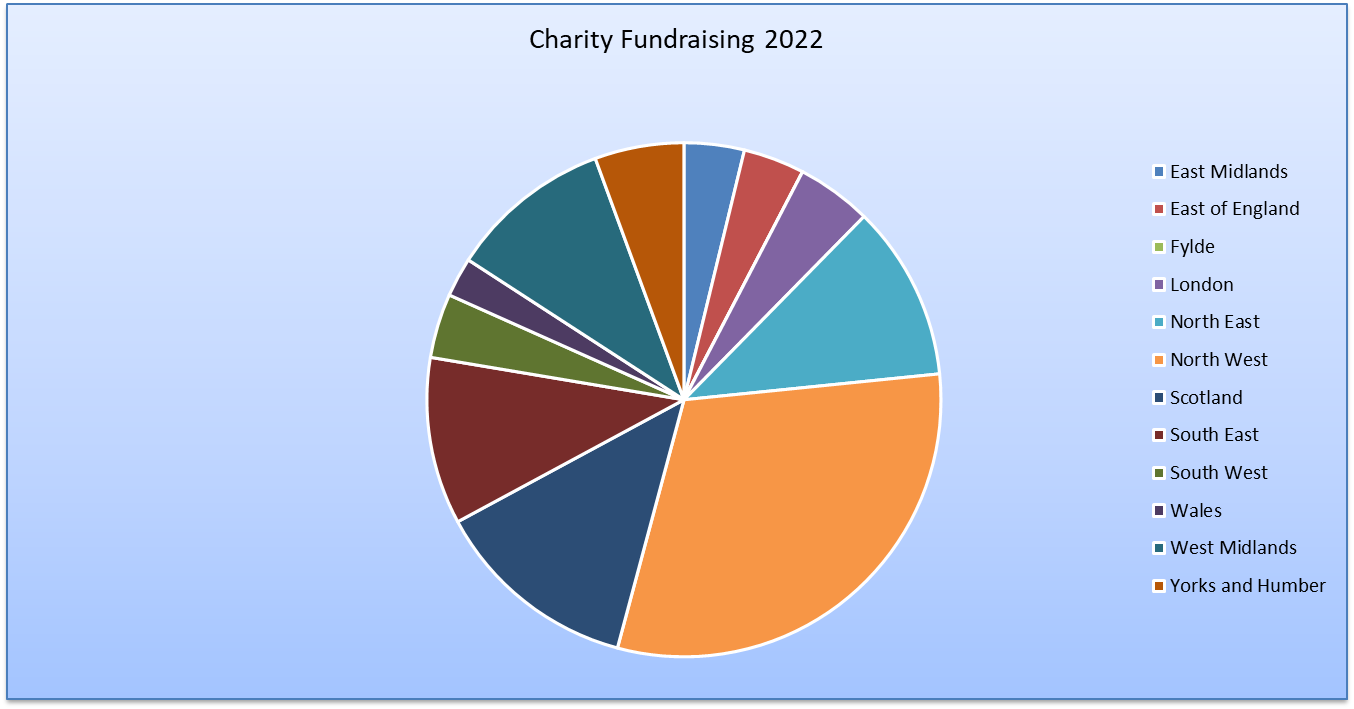 Charity Fundraising 2022
East Midlands
East of England
Fylde
London
North East
North West
Scotland
South East
South West
Wales
West Midlands
Yorks and Humber